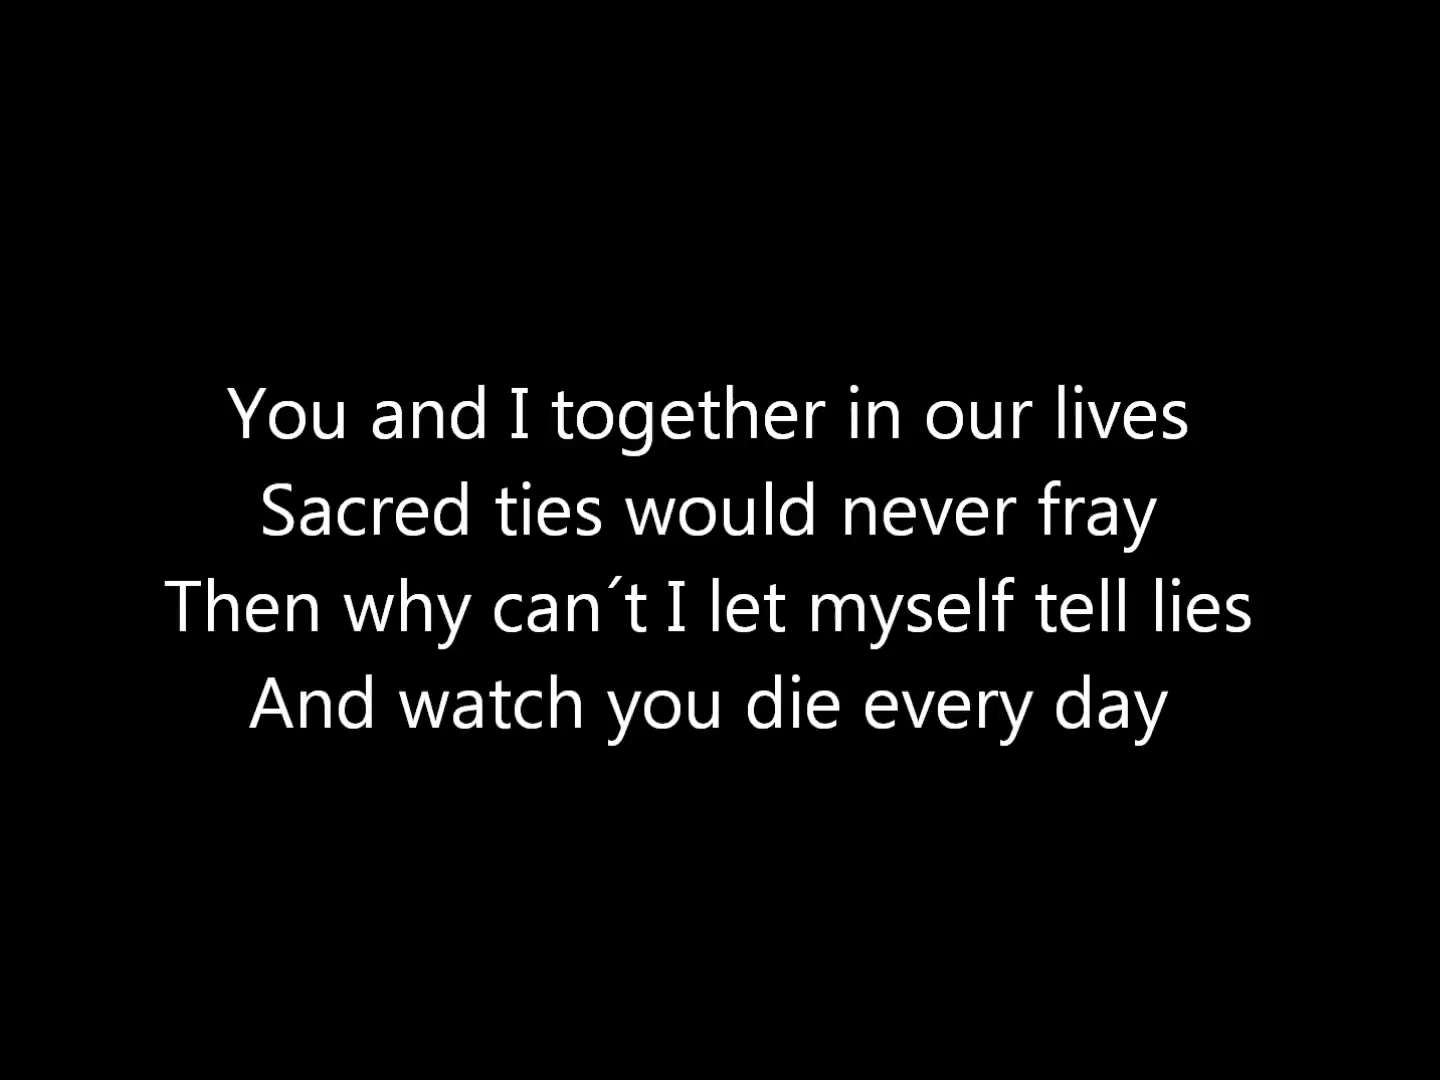 You and I together in our lives
Sacred ties would never fray
Then why can´t I let myself tell lies
And watch you die every day